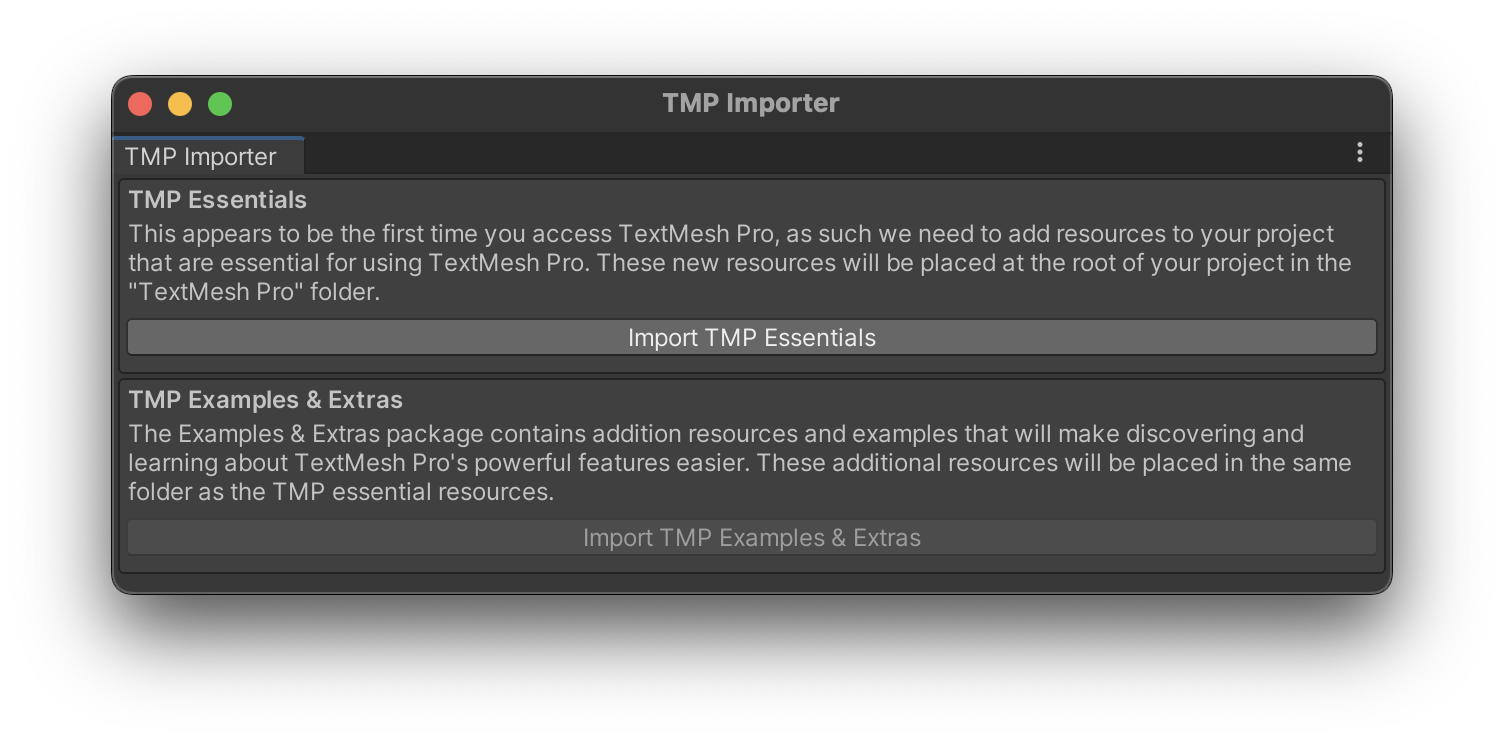 TMP Importer
TMP Importer
TMP Essentials
This appears to be the first time you access TextMesh Pro, as such we need to add resources to your project
that are essential for using TextMesh Pro. These new resources will be placed at the root of your project in the
"TextMesh Pro" folder.
Import TMP Essentials
TMP Examples & Extras
The Examples & Extras package contains addition resources and examples that will make discovering and
learning about TextMesh Pro's powerful features easier. These additional resources will be placed in the same
folder as the TMP essential resources.
Import TMP Examples & Extras